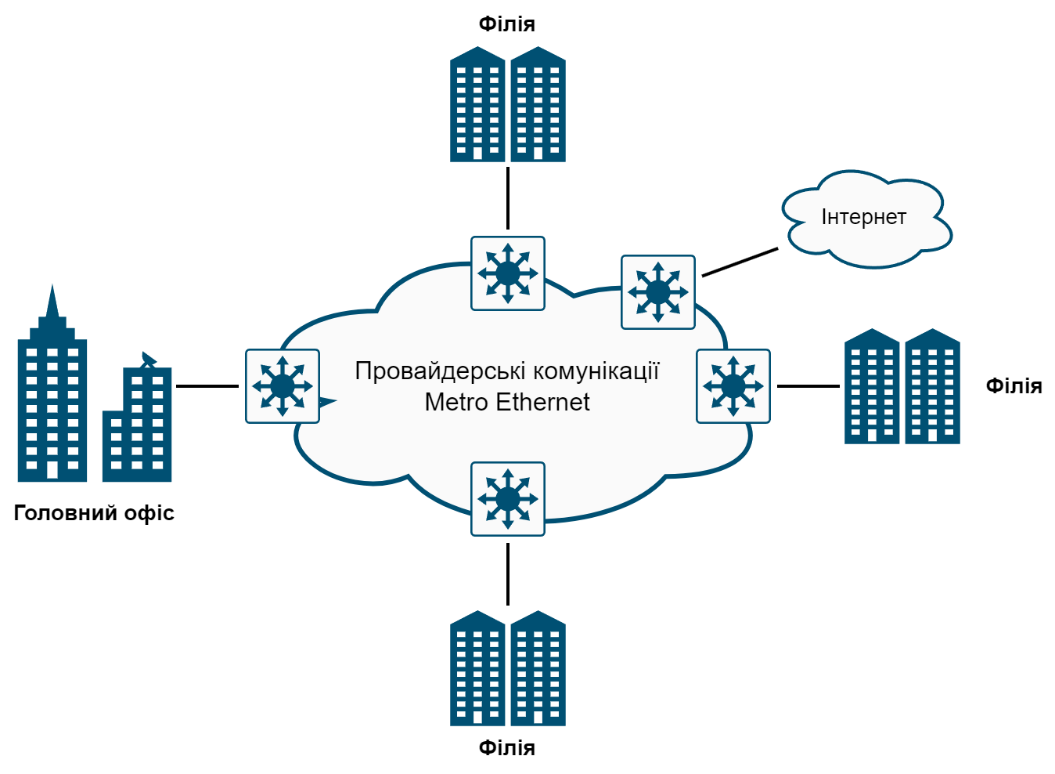 Філія
Інтернет
Провайдерські комунікації
Metro Ethernet
Філія
Головний офіс
Філія